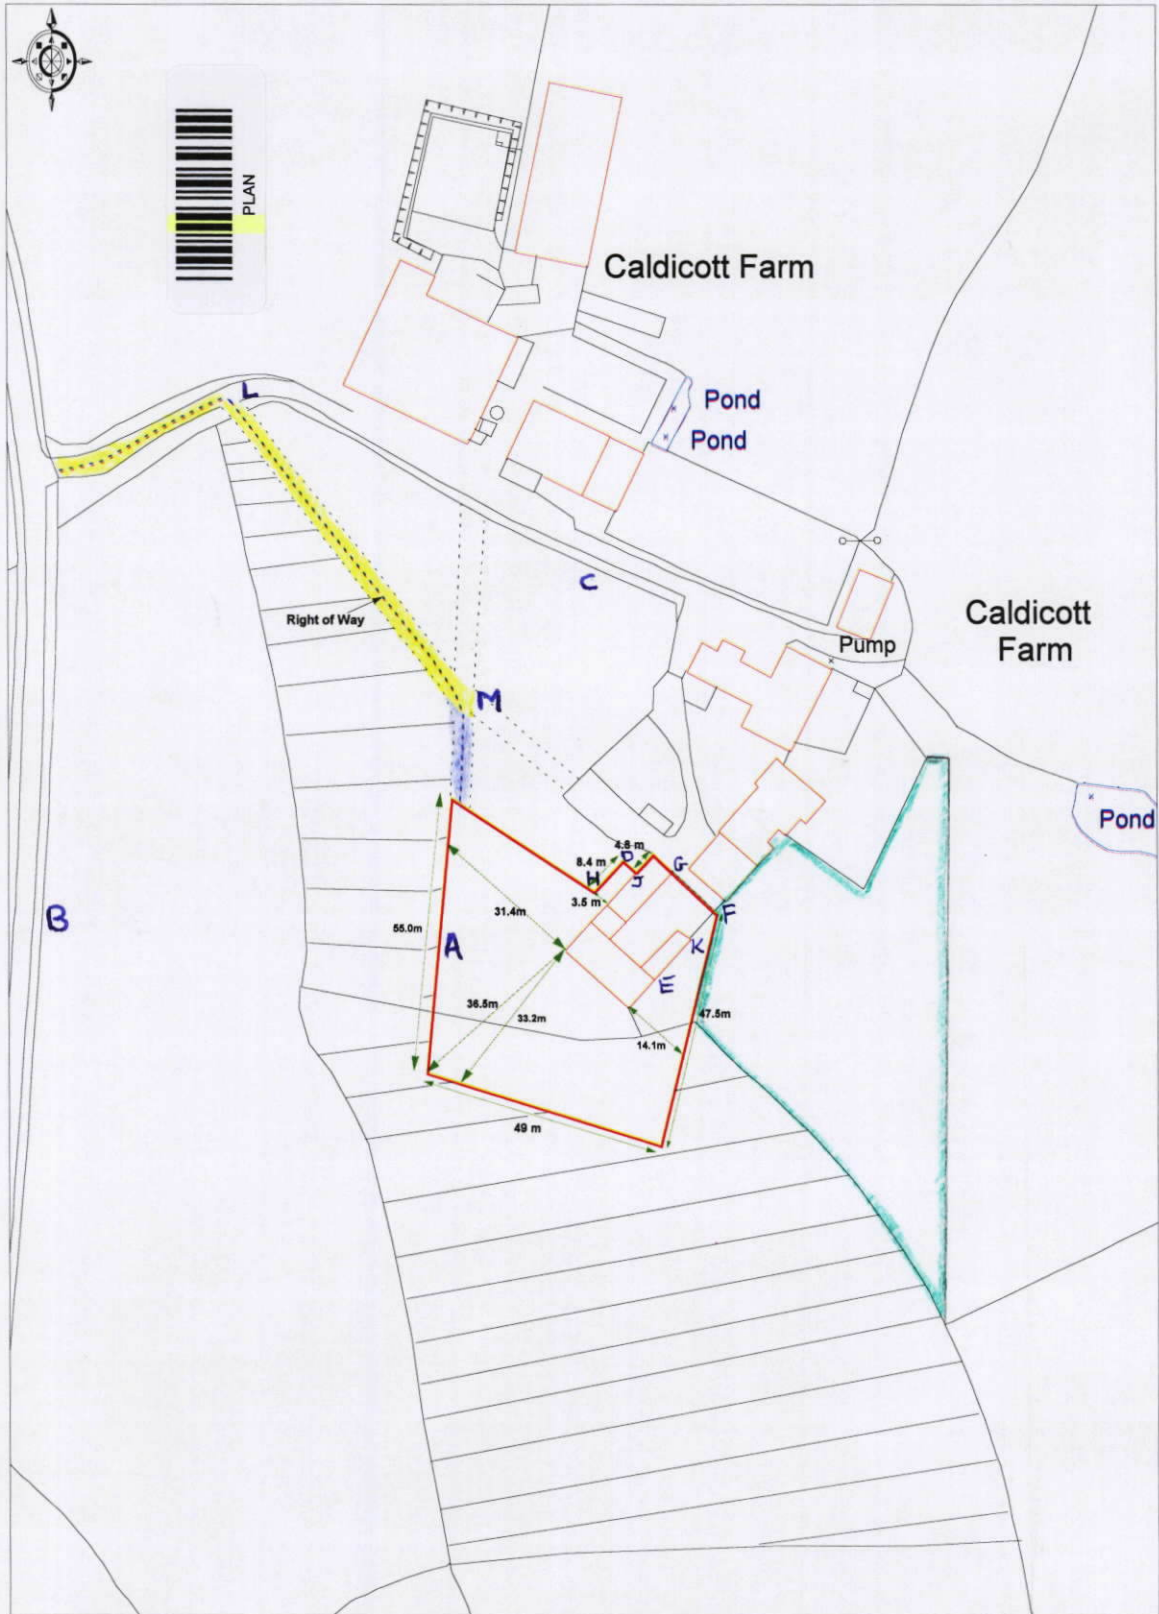 PLAN
Caldicott Farm
L
Pond
Pond
C
Right of Way
Caldicott
Farm
Pump
M
Pond
4.6 m
8.4 m
D
G
H
J
3.5 m
31.4m
F
55.0m
B
A
K
E
36.5m
33.2m
47.5m
14.1m
49 m